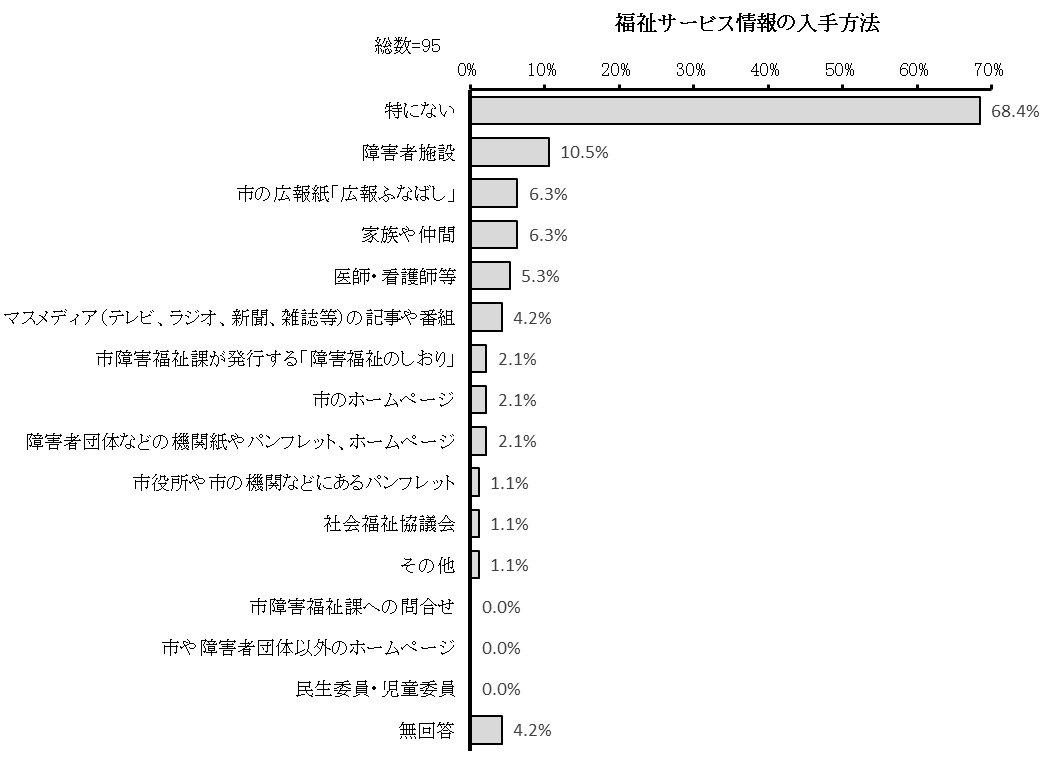 福祉サービス情報の入手方法
総数=95
0% 10% 20% 30% 40% 50% 60% 70%
特にない 68.4%
障害者施設 10.5%
市の広報紙「広報ふなばし」 6.3%
家族や仲間 6.3%
医師・看護師等 5.3%
マスメディア(テレビ、ラジオ、新聞、雑誌等)の記事や番組 4.2%
市障害福祉課が発行する「障害福祉のしおり」 2.1%
市のホームページ 2.1%
障害者団体などの機関紙やパンフレット、ホームページ 2.1%
市役所や市の機関などにあるパンフレット 1.1%
社会福祉協議会 1.1%
その他 1.1%
市障害福祉課への問合せ 0.0%
市や障害者団体以外のホームページ 0.0%
民生委員・児童委員 0.0%
無回答 4.2%